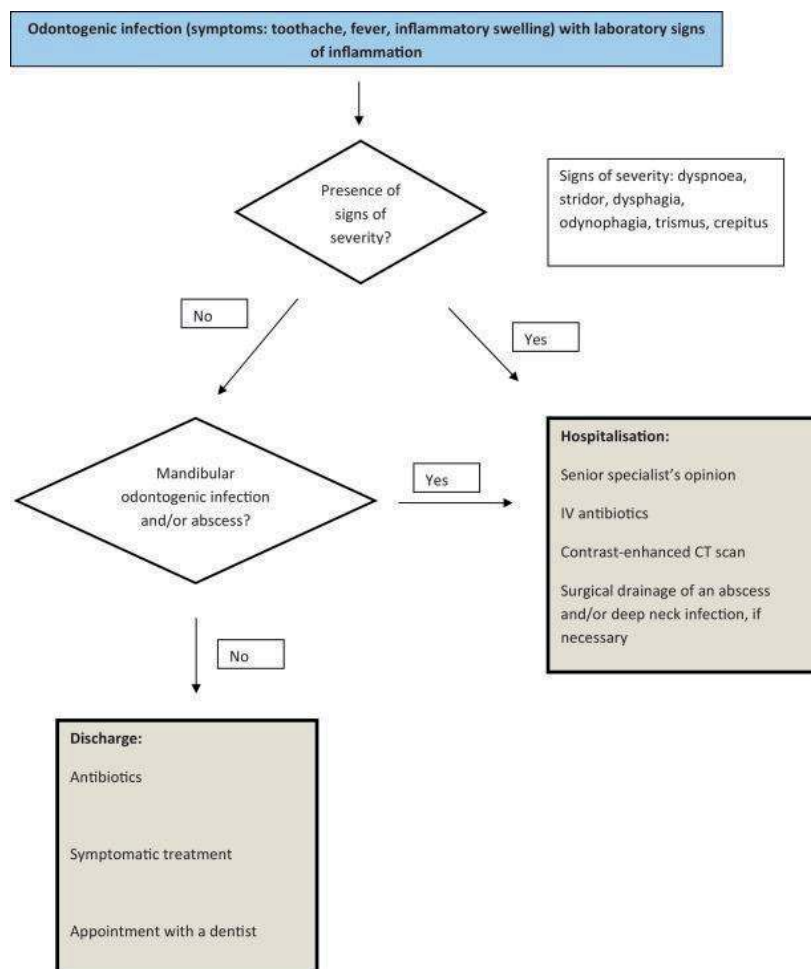 Odontogenic infection (symptoms: toothache, fever, inflammatory swelling) with laboratory signs
of inflammation
Presence of
signs of
severity?
Signs of severity: dyspnoea,
stridor, dysphagia,
odynophagia, trismus, crepitus
No
Yes
Mandibular
odontogenic infection
and/or abscess?
Yes
Hospitalisation:
Senior specialist's opinion
IV antibiotics
Contrast-enhanced CT scan
Surgical drainage of an abscess
and/or deep neck infection, if
necessary
No
Discharge:
Antibiotics
Symptomatic treatment
Appointment with a dentist